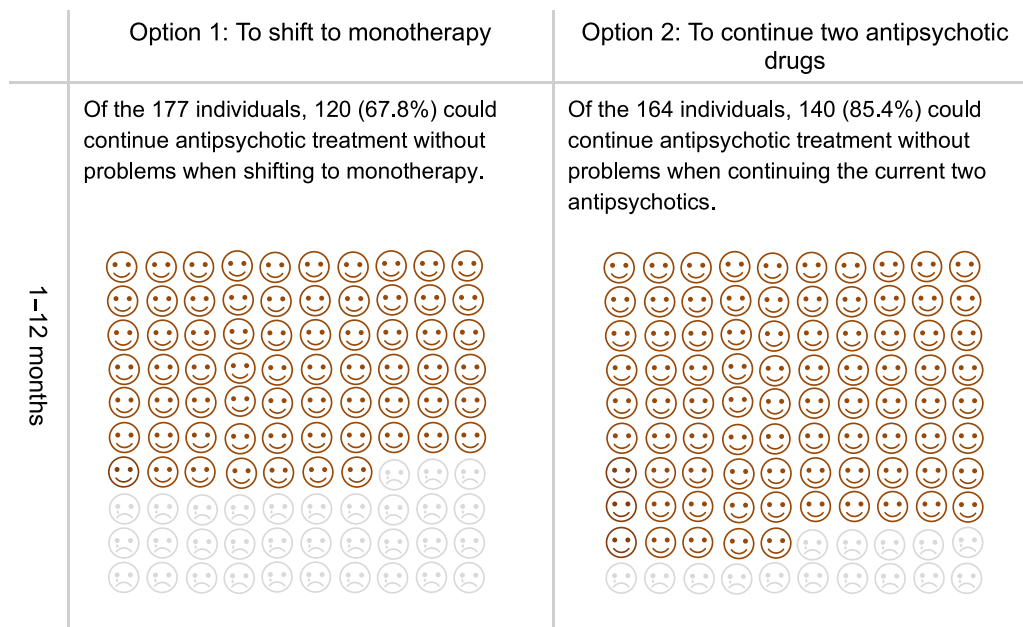 Option 1: To shift to monotherapy
Option 2: To continue two antipsychotic
drugs
1–12 months
Of the 177 individuals, 120 (67.8%) could
continue antipsychotic treatment without
problems when shifting to monotherapy.
Of the 164 individuals, 140 (85.4%) could
continue antipsychotic treatment without
problems when continuing the current two
antipsychotics.